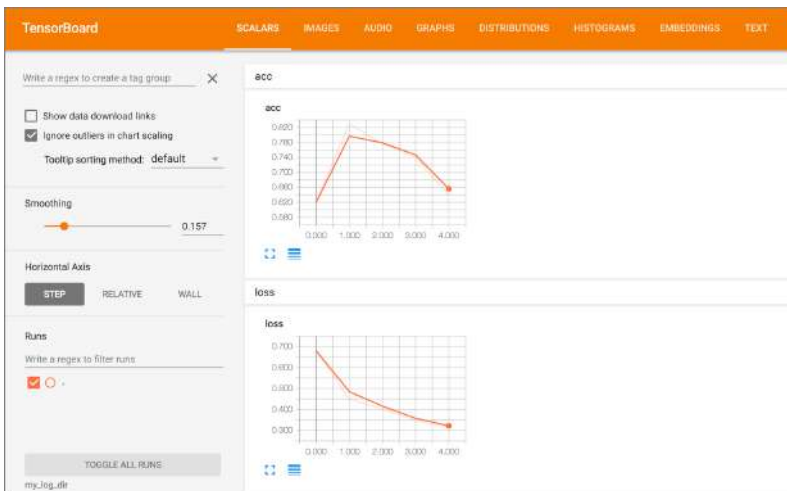 TensorBoard SCALARS IMAGES AUDIO GRAPHS DISTRIBUTIONS HISTOGRAMS EMBEDDINGS TEXT
Write a regex to create a tag group
Show data download links
Ignore outliers in chart scaling
Tooltip sorting method: default
Smoothing
0.157
Horizontal Axis
STEP RELATIVE WALL
Runs
Write a regex to filter runs
.
TOGGLE ALL RUNS
my_log_dir
acc
acc
0.820
0.780
0.740
0.700
0.660
0.620
0.580
0.000 1.000 2.000 3.000 4.000
loss
loss
0.700
0.600
0.500
0.400
0.300
0.000 1.000 2.000 3.000 4.000